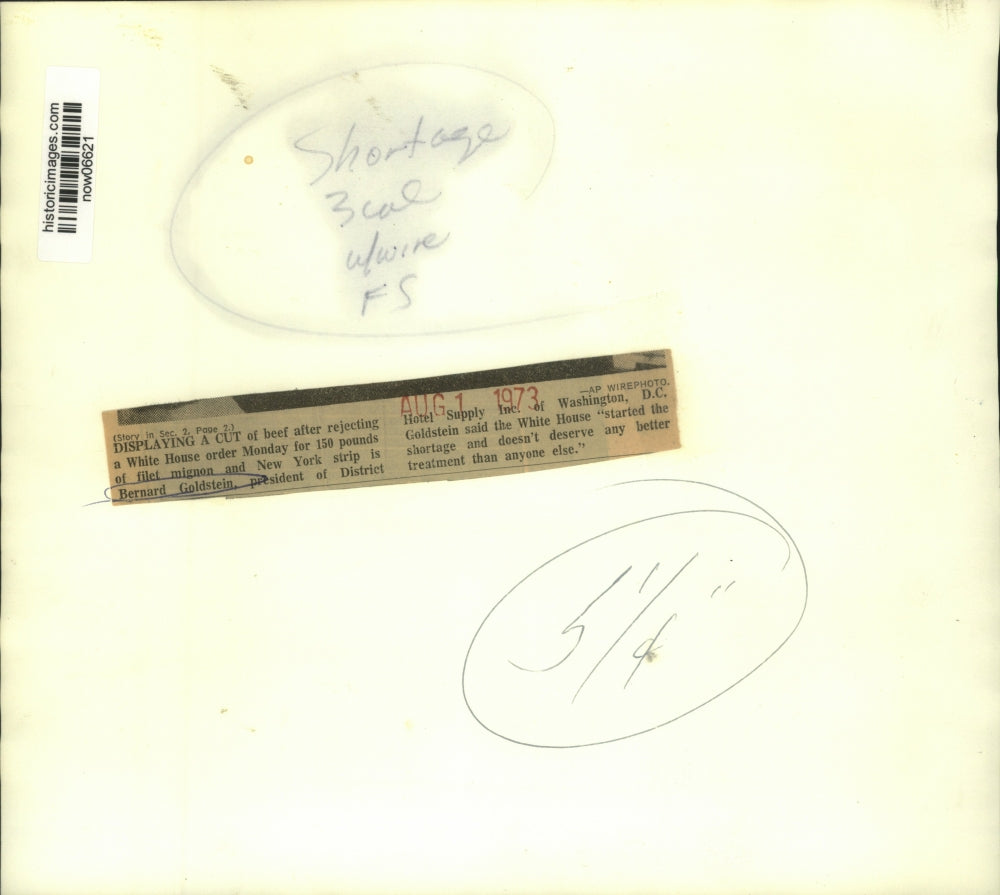 historicimages.com
now06621
Shortage
3 col
w/wire
FS
AUG 1 1973
—AP WIREPHOTO.
(Story in Sec. 2, Page 2.)
DISPLAYING A CUT of beef after rejecting
a White House order Monday for 150 pounds
of filet mignon and New York strip is
Bernard Goldstein, president of District
Hotel Supply Inc. of Washington, D.C.
Goldstein said the White House “started the
shortage and doesn't deserve any better
treatment than anyone else.”
5 1/4"